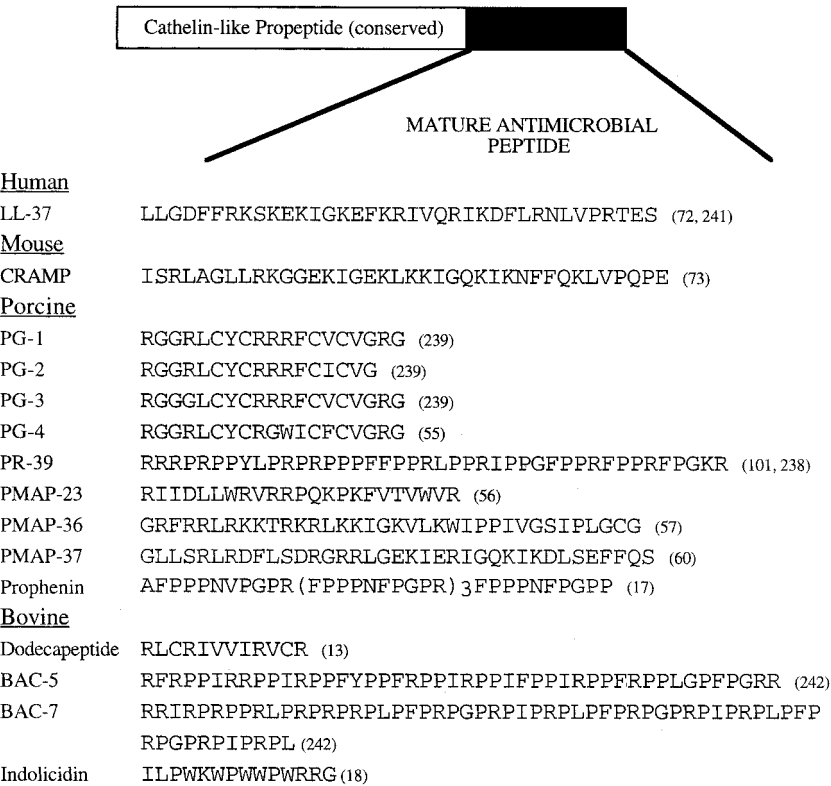 Cathelin-like Propeptide (conserved)
MATURE ANTIMICROBIAL
PEPTIDE
Human
LL-37 LLGDFFRKSKEKIGKEFKRIVQRIKDFLRNLVPRTES (72, 241)
Mouse
CRAMP ISRLAGLLRKGGEKIGEKLKKIGQKIKNFFQKLVPQPE (73)
Porcine
PG-1 RGGRLCYCRRRFCVCVGRG (239)
PG-2 RGGRLCYCRRRFCICVG (239)
PG-3 RGGGLCYCRRRFCVCVGRG (239)
PG-4 RGGRLCYCRGWICFCVGRG (55)
PR-39 RRRPRPPYLPRPRPPPFFPPRLPPRIPPGFPPRFPPRFPGKR (101, 238)
PMAP-23 RIIDLLWRVRRPQKPKFVTVWVR (56)
PMAP-36 GRFRRLRKKTRKRLKKIGKVLKWIPPIVGSIPLGCG (57)
PMAP-37 GLLSRLRDFLSDRGRRLGEKIERIGQKIKDLSEFFQS (60)
Prophenin AFPPPNVPGPR(FPPPNFPGPR)3FPPPNFPGPP (17)
Bovine
Dodecapeptide RLCRIVVIRVCR (13)
BAC-5 RFRPPIRRPPIRPPFYPPFRPPIRPPIFPPIRPPFRPPLGPFPGRR (242)
BAC-7 RRIRPRPPRLPRPRPRPLPFPRPGPRPIPRPLPFPRPGPRPIPRPLPFP
RPGPRPIPRPL (242)
Indolicidin ILPWKWPWWPWRRG (18)